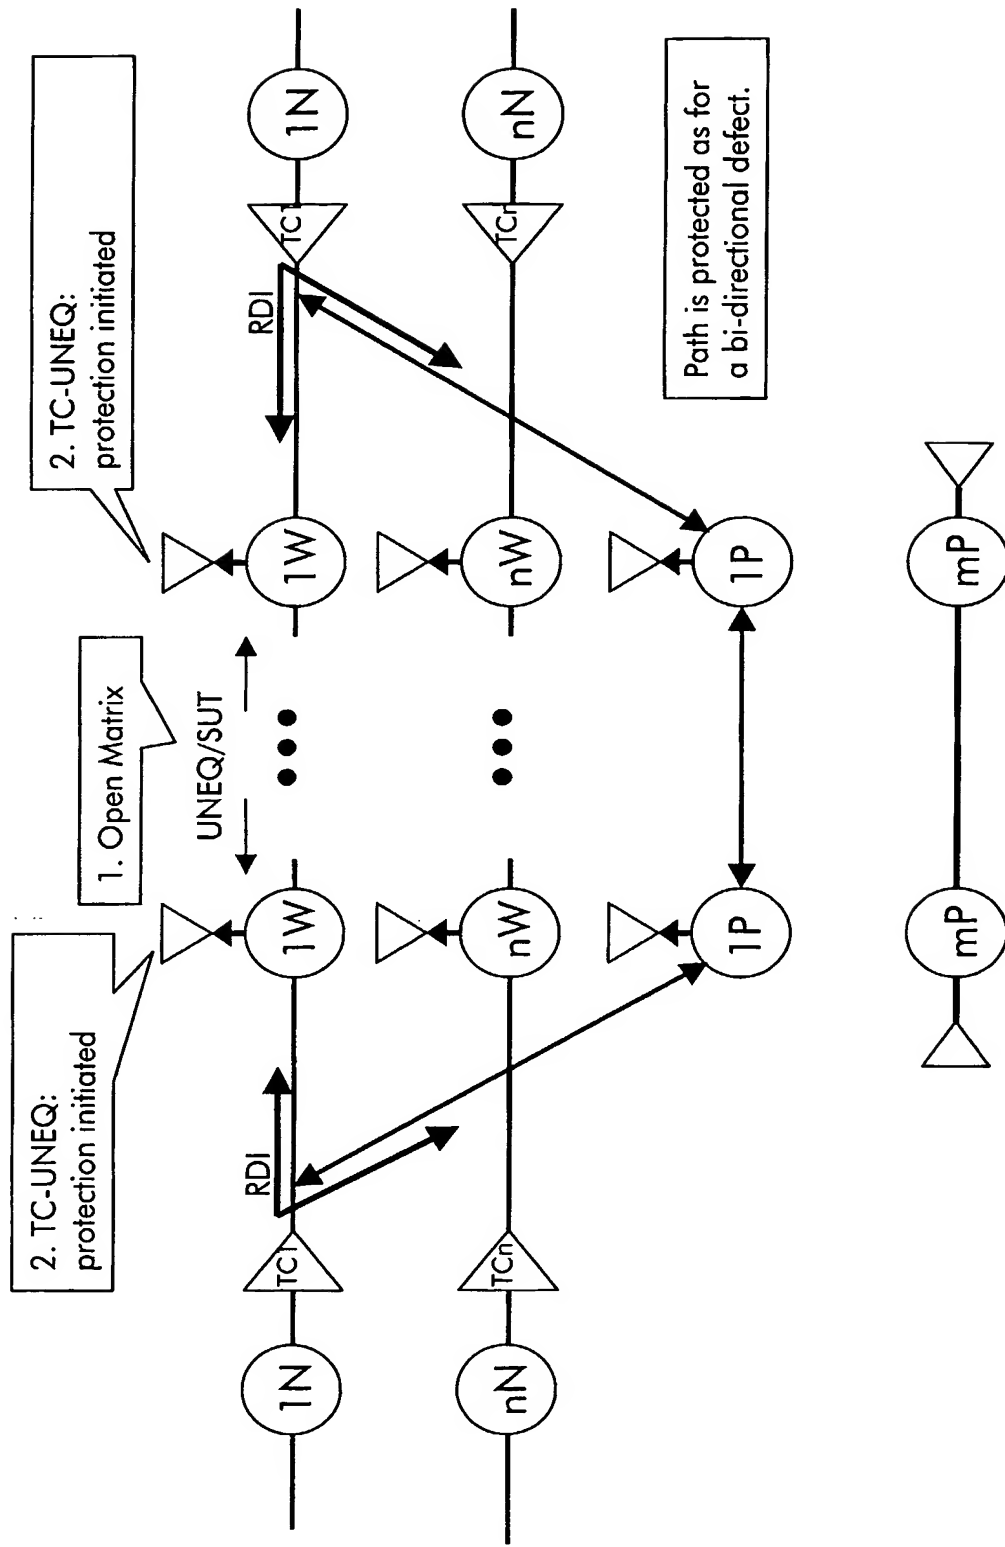 2. TC-UNEQ:
protection initiated
1. Open Matrix
2. TC-UNEQ:
protection initiated
UNEQ/SUT
RDI
RDI
1N
TC1
1W
1W
TC1
1N
nN
TCn
nW
nW
nN
1P
1P
Path is protected as for
a bi-directional defect.
mP
mP